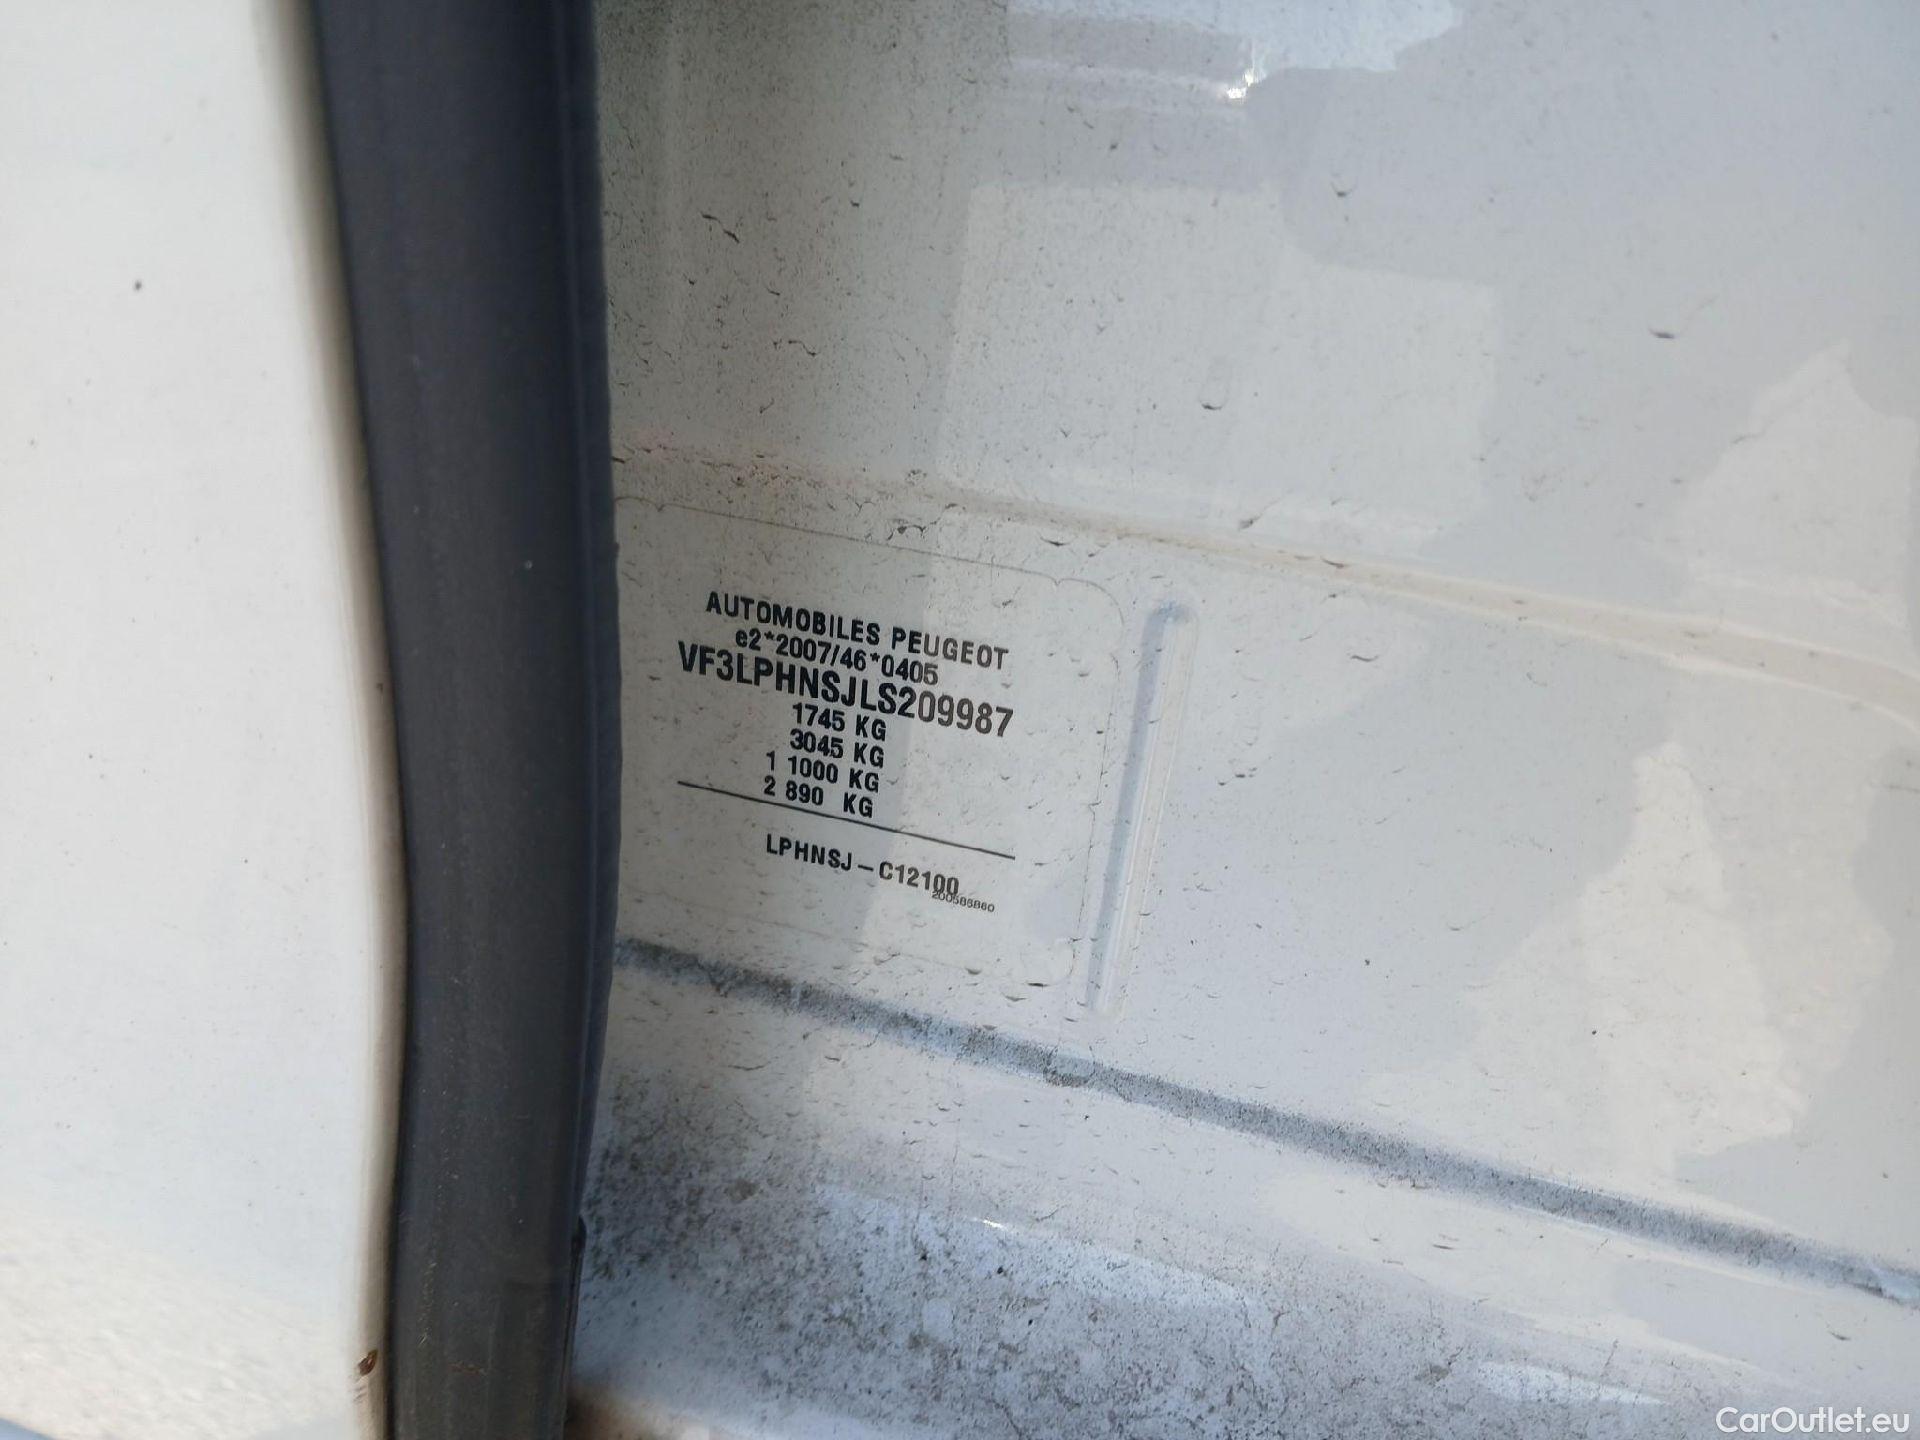 AUTOMOBILES PEUGEOT
e2*2007/46*0405
VF3LPHNSJLS209987
1745 KG
3045 KG
1 1000 KG
2 890 KG
LPHNSJ-C12100
200585860
CarOutlet.eu